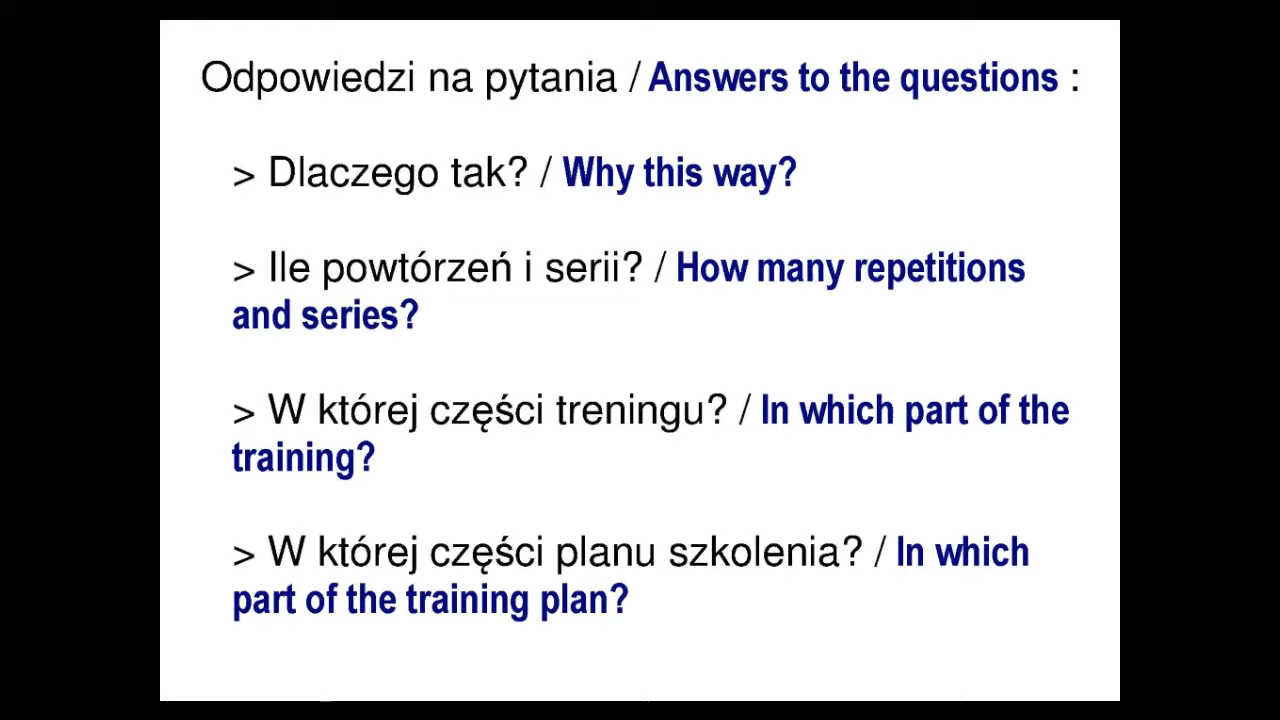 Odpowiedzi na pytania / Answers to the questions :
> Dlaczego tak? / Why this way?
> Ile powtórzeń i serii? / How many repetitions
and series?
> W której części treningu? / In which part of the
training?
> W której części planu szkolenia? / In which
part of the training plan?